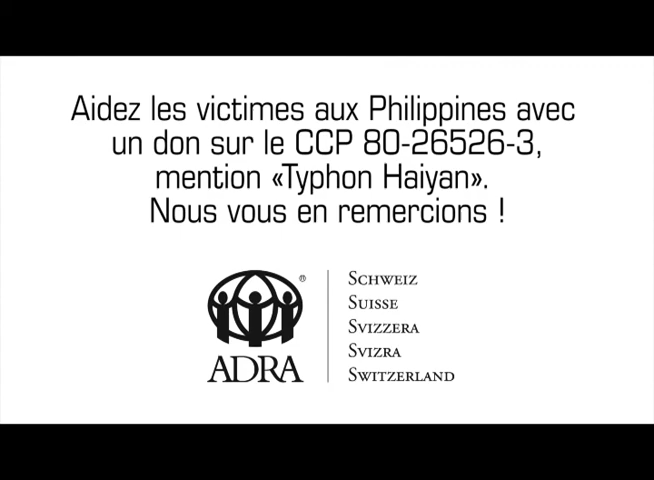 Aidez les victimes aux Philippines avec
un don sur le CCP 80-26526-3,
mention «Typhon Haiyan».
Nous vous en remercions !
®
ADRA
SCHWEIZ
SUISSE
SVIZZERA
SVIZRA
SWITZERLAND